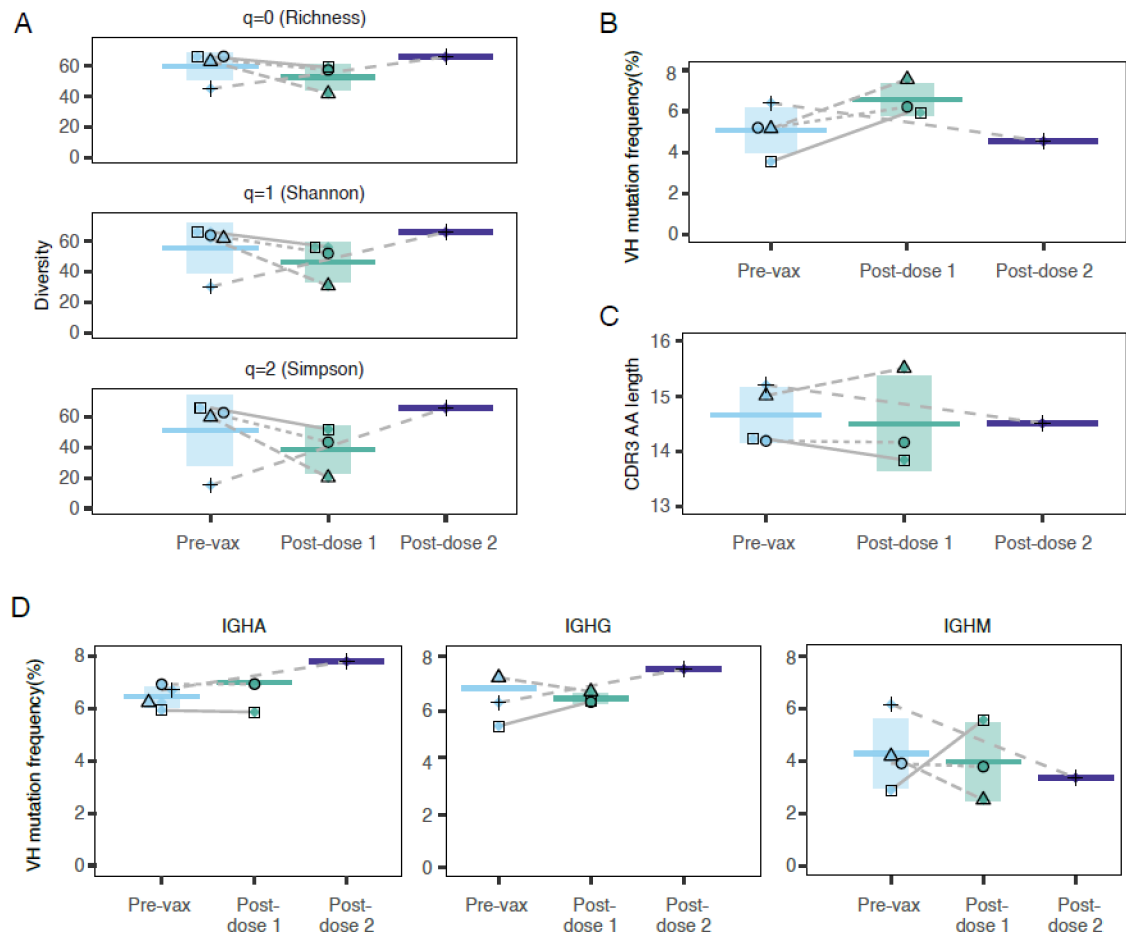 A
q=0 (Richness)
60
40
20
0
q=1 (Shannon)
60
40
20
0
Diversity
q=2 (Simpson)
60
40
20
0
Pre-vax Post-dose 1 Post-dose 2
B
8
6
4
2
0
VH mutation frequency(%)
Pre-vax Post-dose 1 Post-dose 2
C
16
15
14
13
CDR3 AA length
Pre-vax Post-dose 1 Post-dose 2
D
VH mutation frequency(%)
IGHA
8
6
4
2
0
Pre-vax Post-
dose 1 Post-
dose 2
IGHG
8
6
4
2
0
Pre-vax Post-
dose 1 Post-
dose 2
IGHM
8
6
4
2
0
Pre-vax Post-
dose 1 Post-
dose 2